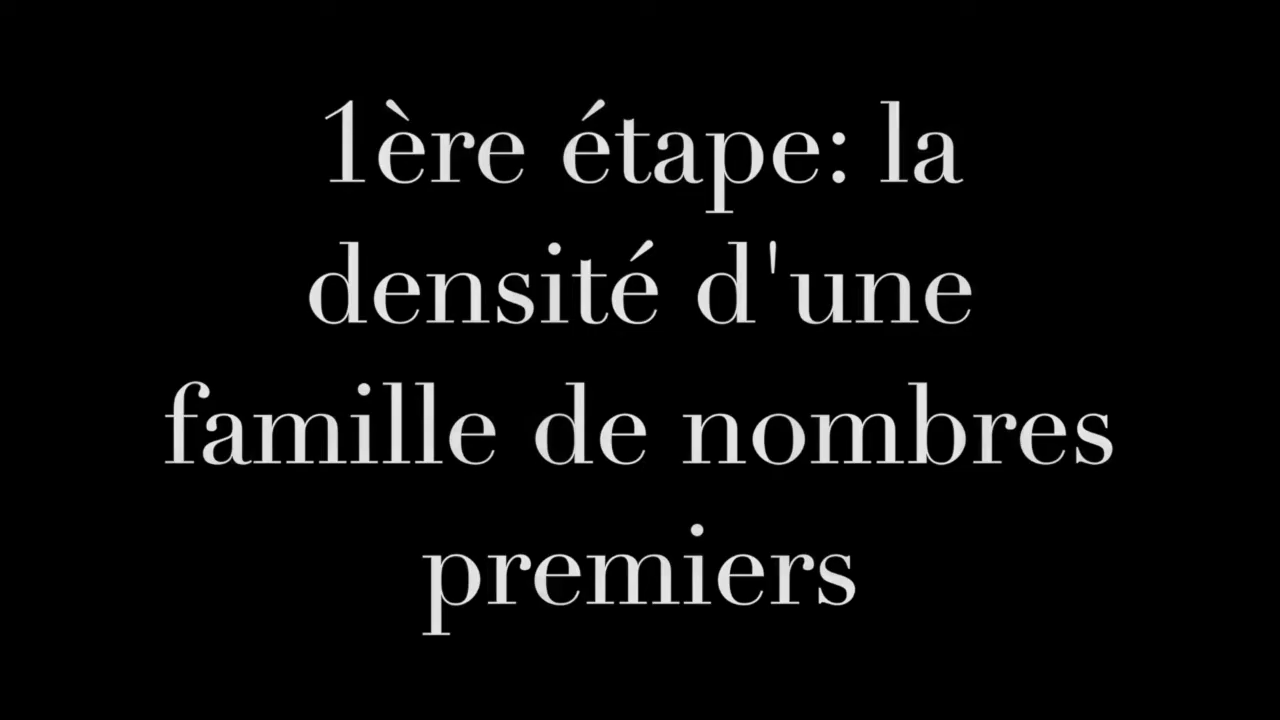 1ère étape: la
densité d'une
famille de nombres
premiers